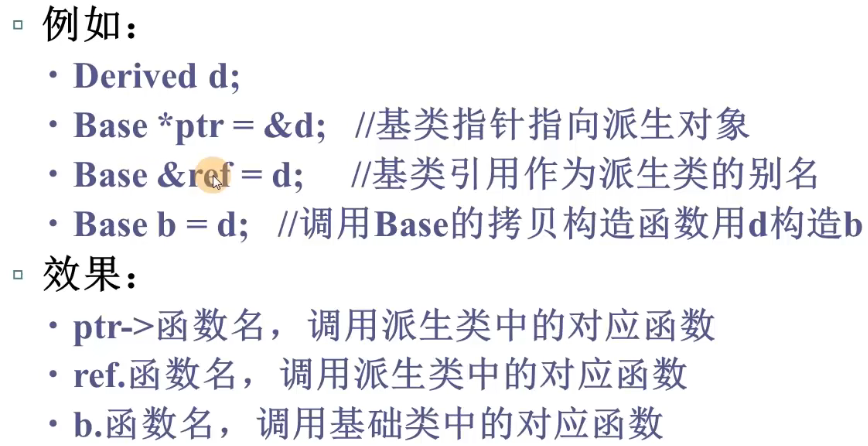 例如：
Derived d;
Base *ptr = &d; //基类指针指向派生对象
Base &ref = d; //基类引用作为派生类的别名
Base b = d; //调用Base的拷贝构造函数用d构造b
效果：
ptr->函数名，调用派生类中的对应函数
ref.函数名，调用派生类中的对应函数
b.函数名，调用基础类中的对应函数